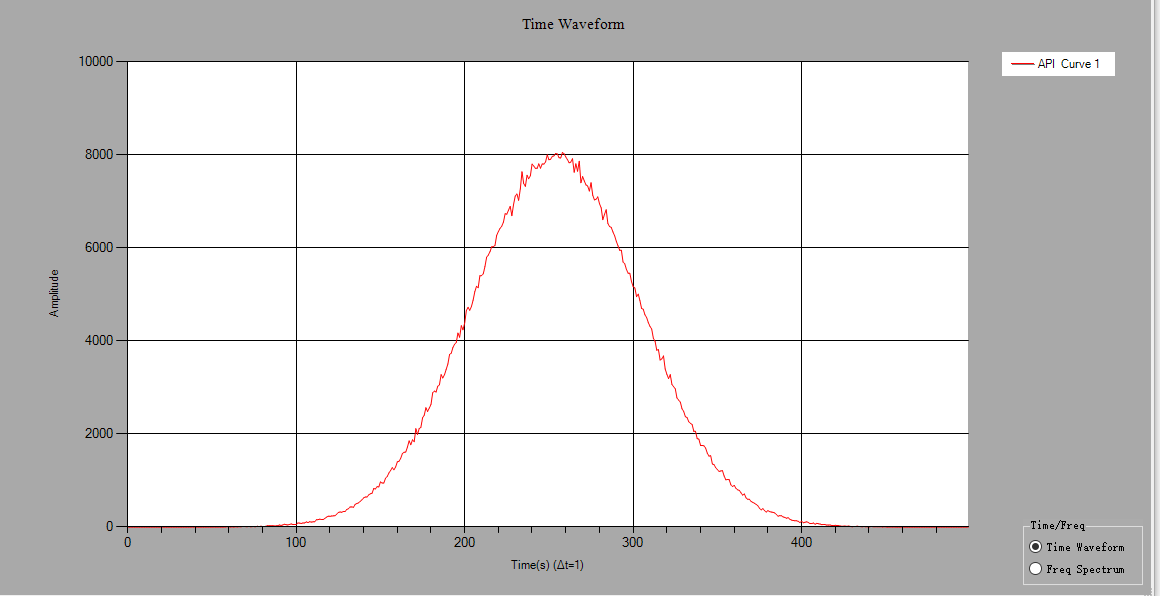 Time Waveform
API Curve 1
10000
8000
6000
4000
2000
0
Amplitude
0 100 200 300 400
Time(s) (Δt=1)
Time/Freq
Time Waveform
Freq Spectrum